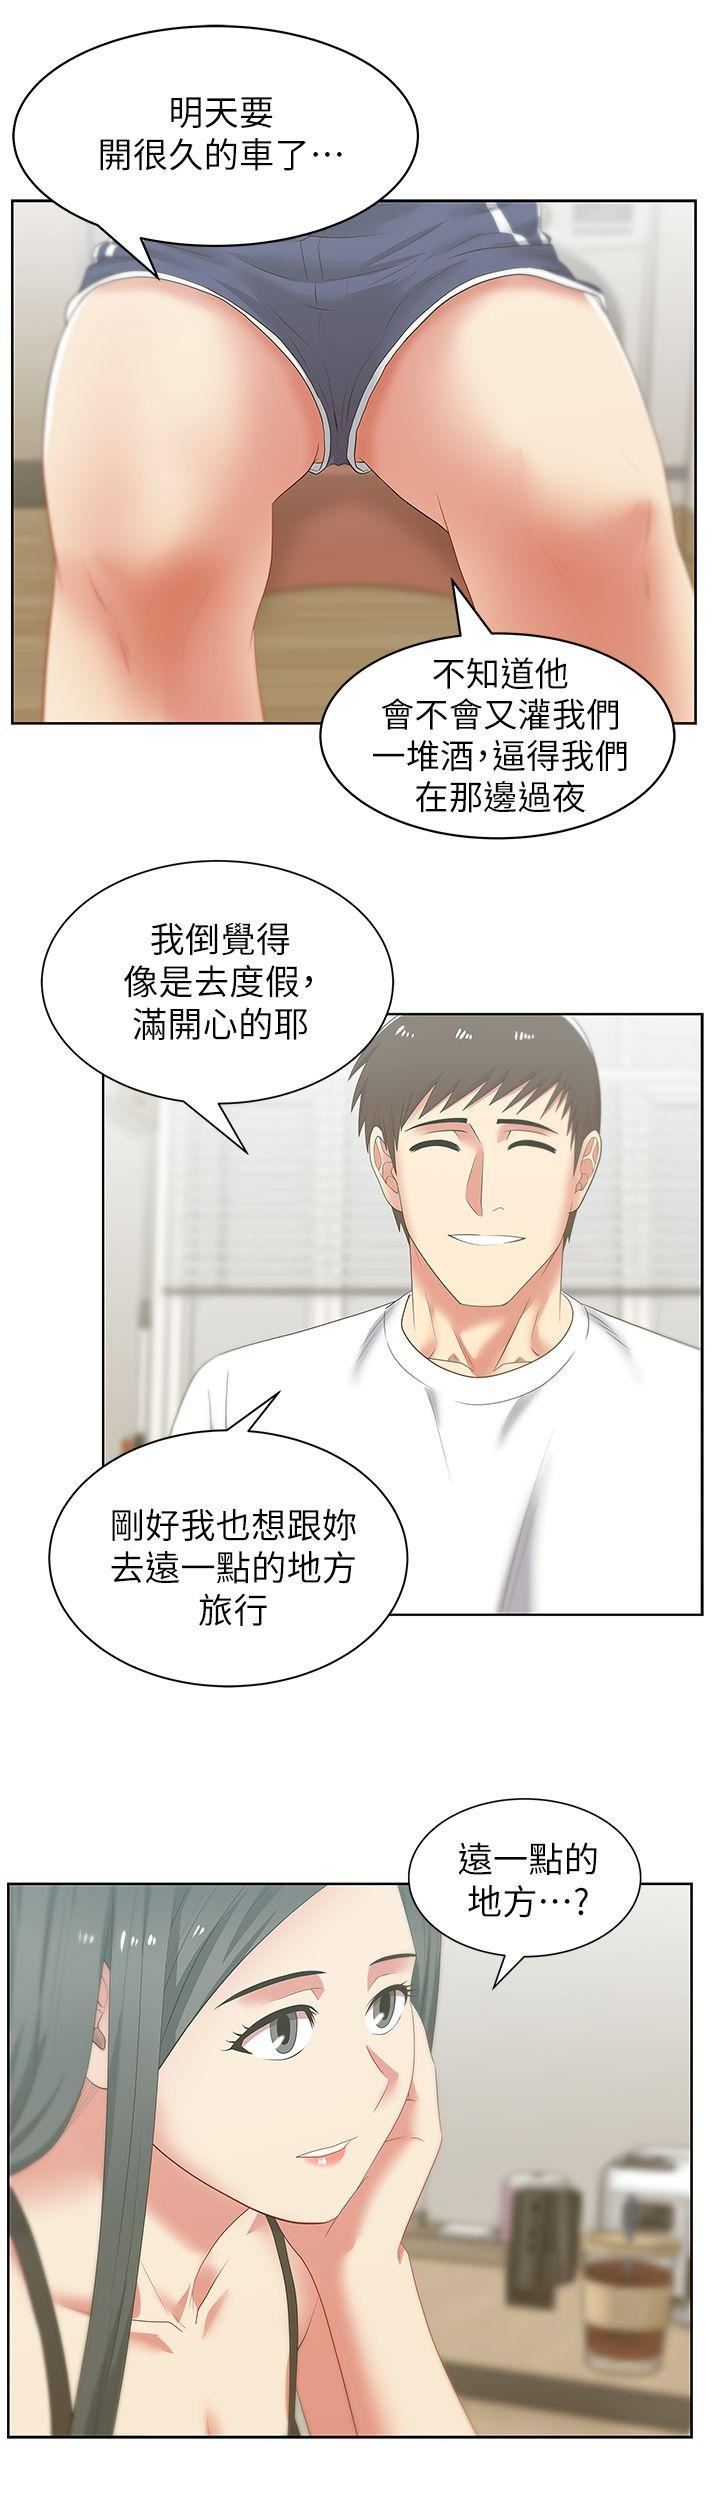 明天要
開很久的車了⋯
不知道他
會不會又灌我們
一堆酒，逼得我們
在那邊過夜
我倒覺得
像是去度假，
滿開心的耶
剛好我也想跟妳
去遠一點的地方
旅行
遠一點的
地方⋯?